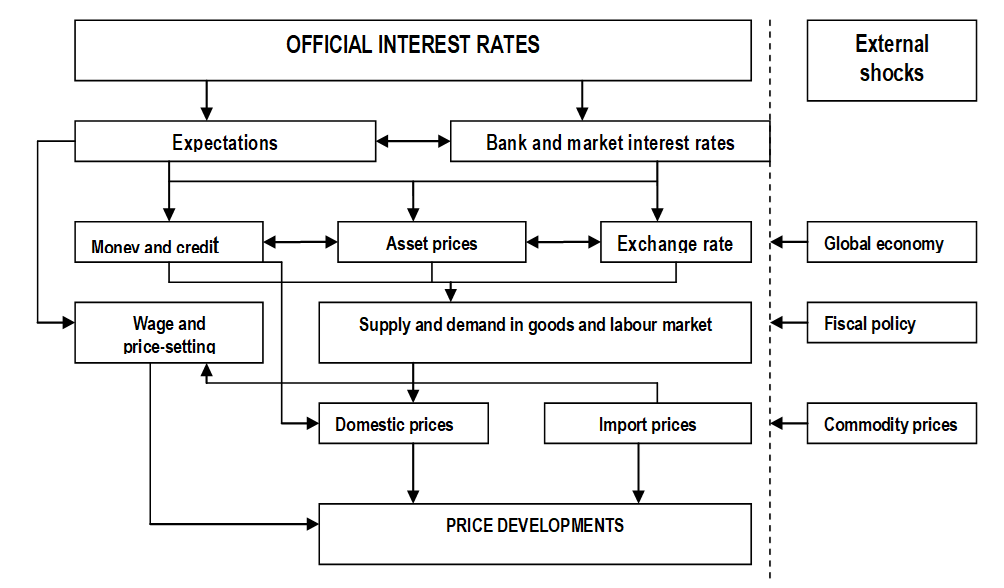 OFFICIAL INTEREST RATES
External
shocks
Expectations
Bank and market interest rates
Money and credit
Asset prices
Exchange rate
Global economy
Wage and
price-setting
Supply and demand in goods and labour market
Fiscal policy
Domestic prices
Import prices
Commodity prices
PRICE DEVELOPMENTS